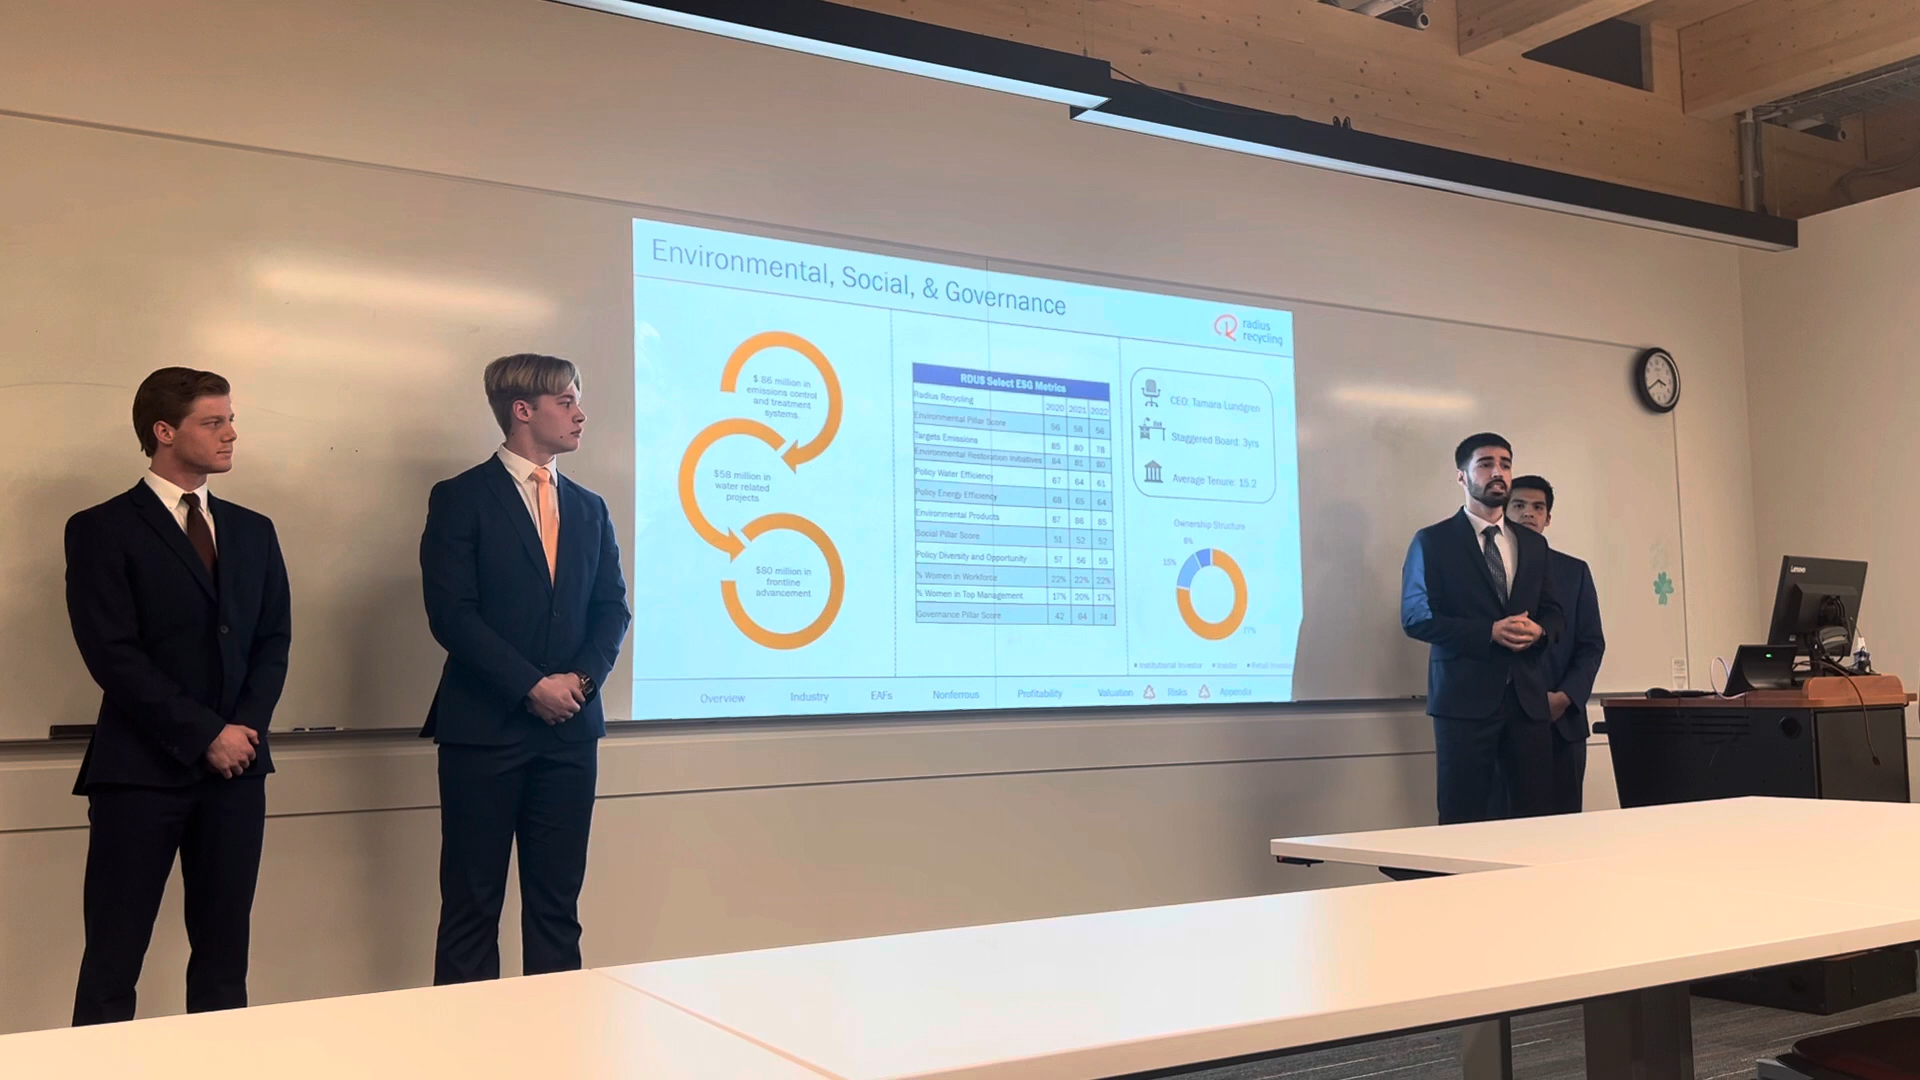 Environmental, Social, & Governance
radius
recycling
$ 86 million in
emissions control
and treatment
systems.
$58 million in
water related
projects
$80 million in
frontline
advancement
RDUS Select ESG Metrics
Radius Recycling 2020 2021 2022
Environmental Pillar Score 56 58 56
Targets Emissions 85 80 78
Environmental Restoration Initiatives 84 81 80
Policy Water Efficiency 67 64 61
Policy Energy Efficiency 68 65 64
Environmental Products 87 86 85
Social Pillar Score 51 52 52
Policy Diversity and Opportunity 57 56 55
% Women in Workforce 22% 22% 22%
% Women in Top Management 17% 20% 17%
Governance Pillar Score 42 64 74
CEO: Tamara Lundgren
Staggered Board: 3yrs
Average Tenure: 15.2
Ownership Structure
8%
15%
77%
Institutional Investor Insider Retail
Overview Industry EAFs Nonferrous Profitability Valuation Risks Appendix
Lenovo